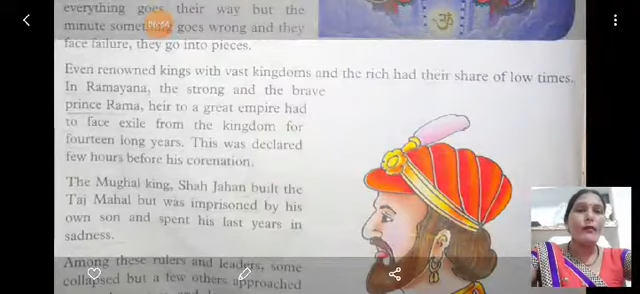 everything goes their way but the
minute something goes wrong and they
face failure, they go into pieces.
Even renowned kings with vast kingdoms and the rich had their share of low times.
In Ramayana, the strong and the brave
prince Rama, heir to a great empire had
to face exile from the kingdom for
fourteen long years. This was declared
few hours before his corenation.
The Mughal king, Shah Jahan built the
Taj Mahal but was imprisoned by his
own son and spent his last years in
sadness.
Among these rulers and leaders, some
collapsed but a few others approached